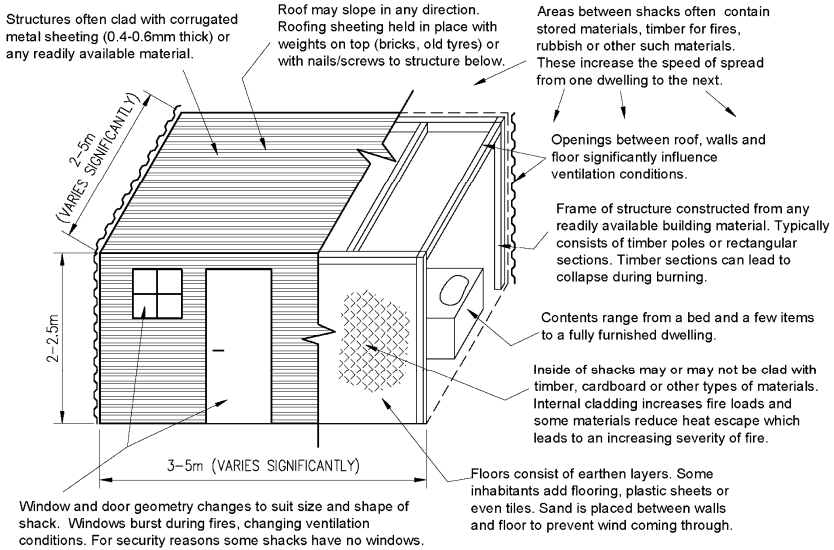 Structures often clad with corrugated
metal sheeting (0.4-0.6mm thick) or
any readily available material.
Roof may slope in any direction.
Roofing sheeting held in place with
weights on top (bricks, old tyres) or
with nails/screws to structure below.
Areas between shacks often contain
stored materials, timber for fires,
rubbish or other such materials.
These increase the speed of spread
from one dwelling to the next.
2-5m
(VARIES SIGNIFICANTLY)
Openings between roof, walls and
floor significantly influence
ventilation conditions.
Frame of structure constructed from any
readily available building material. Typically
consists of timber poles or rectangular
sections. Timber sections can lead to
collapse during burning.
2-2.5m
Contents range from a bed and a few items
to a fully furnished dwelling.
Inside of shacks may or may not be clad with
timber, cardboard or other types of materials.
Internal cladding increases fire loads and
some materials reduce heat escape which
leads to an increasing severity of fire.
3-5m (VARIES SIGNIFICANTLY)
Floors consist of earthen layers. Some
inhabitants add flooring, plastic sheets or
even tiles. Sand is placed between walls
and floor to prevent wind coming through.
Window and door geometry changes to suit size and shape of
shack. Windows burst during fires, changing ventilation
conditions. For security reasons some shacks have no windows.